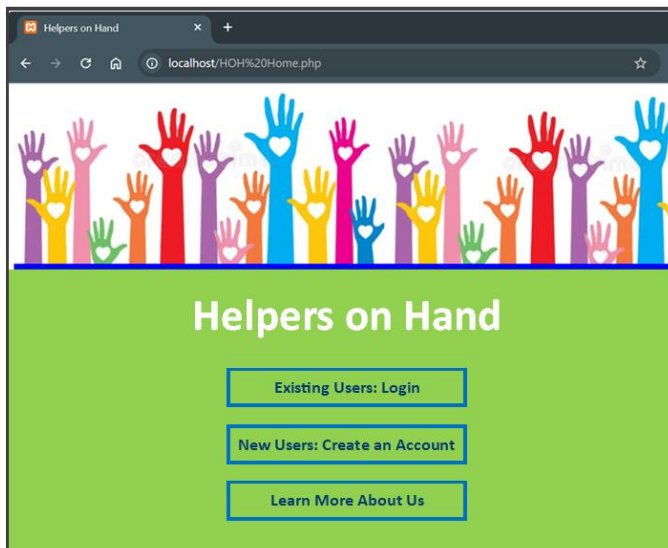 Helpers on Hand
localhost/HOH%20Home.php
Helpers on Hand
Existing Users: Login
New Users: Create an Account
Learn More About Us